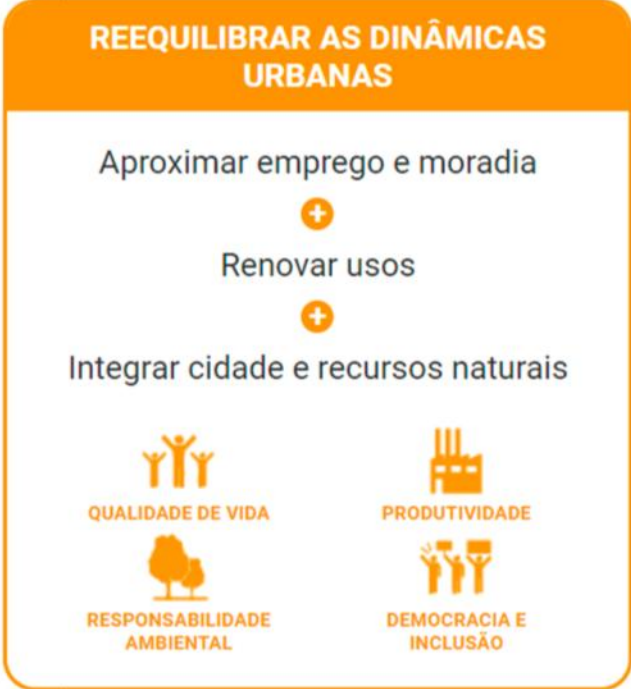 REEQUILIBRAR AS DINÂMICAS
URBANAS
Aproximar emprego e moradia
Renovar usos
Integrar cidade e recursos naturais
QUALIDADE DE VIDA
PRODUTIVIDADE
RESPONSABILIDADE
AMBIENTAL
DEMOCRACIA E
INCLUSÃO